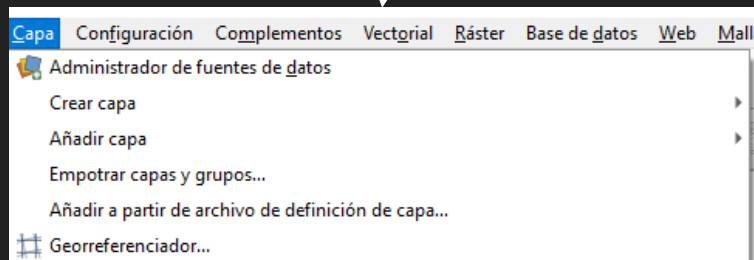 Capa Configuración Complementos Vectorial Ráster Base de datos Web Mall
Administrador de fuentes de datos
Crear capa
Añadir capa
Empotrar capas y grupos...
Añadir a partir de archivo de definición de capa...
Georreferenciador...